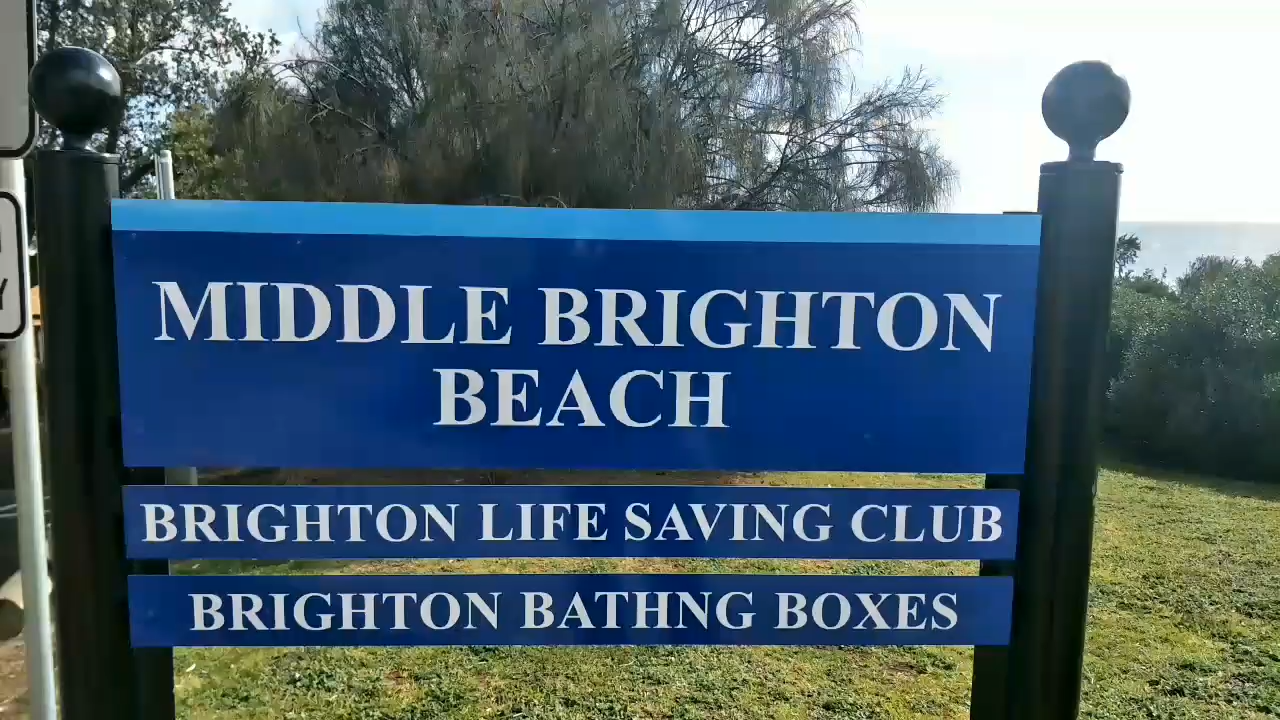 MIDDLE BRIGHTON
BEACH
BRIGHTON LIFE SAVING CLUB
BRIGHTON BATHNG BOXES